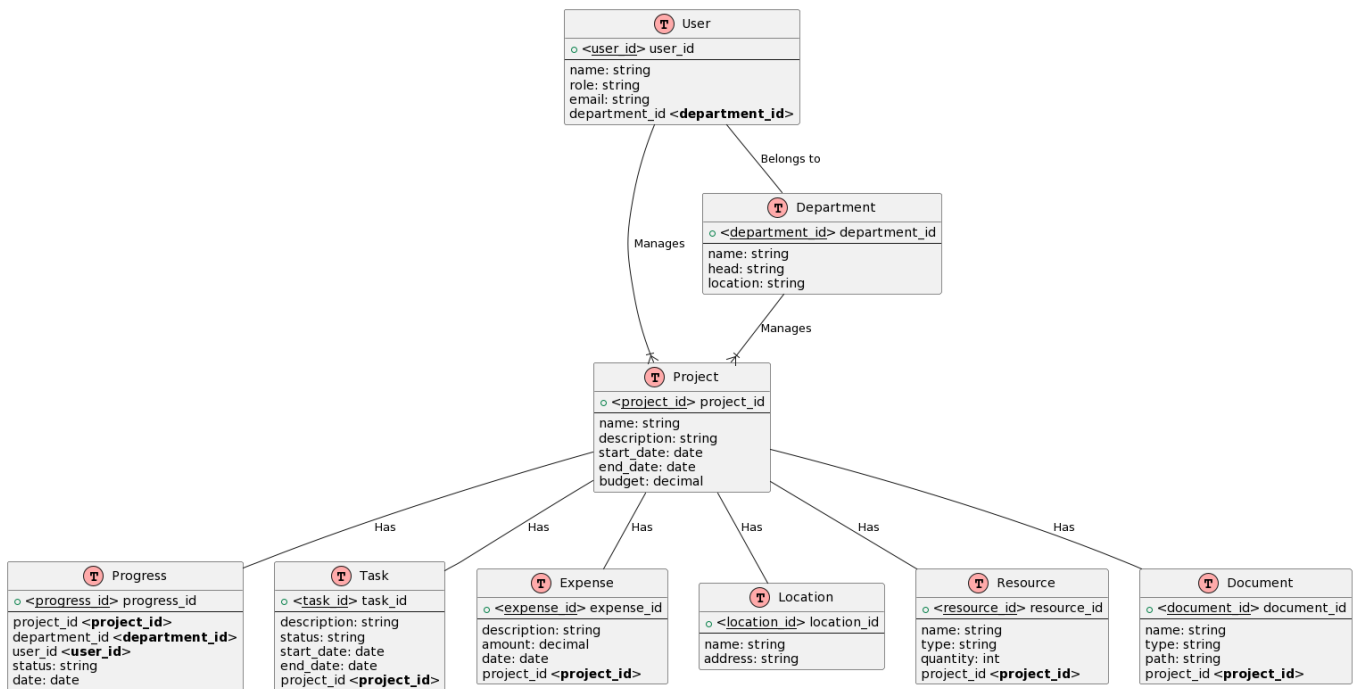 T User
<user_id> user_id
name: string
role: string
email: string
department_id <department_id>
Belongs to
T Department
<department_id> department_id
name: string
head: string
location: string
Manages
Manages
T Project
<project_id> project_id
name: string
description: string
start_date: date
end_date: date
budget: decimal
Has
Has
Has
Has
Has
Has
T Progress
<progress_id> progress_id
project_id <project_id>
department_id <department_id>
user_id <user_id>
status: string
date: date
T Task
<task_id> task_id
description: string
status: string
start_date: date
end_date: date
project_id <project_id>
T Expense
<expense_id> expense_id
description: string
amount: decimal
date: date
project_id <project_id>
T Location
<location_id> location_id
name: string
address: string
T Resource
<resource_id> resource_id
name: string
type: string
quantity: int
project_id <project_id>
T Document
<document_id> document_id
name: string
type: string
path: string
project_id <project_id>